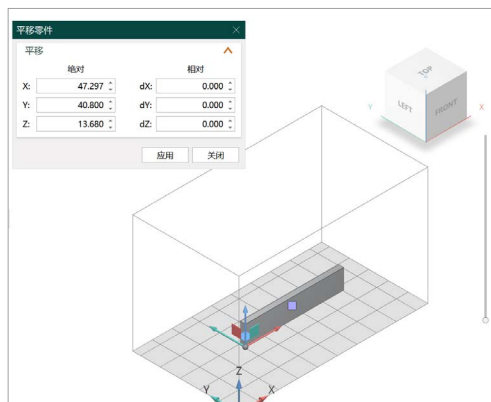 平移零件
平移
绝对 相对
X: 47.297 dX: 0.000
Y: 40.800 dY: 0.000
Z: 13.680 dZ: 0.000
应用 关闭
TOP
LEFT FRONT
Y X
Z
Y X